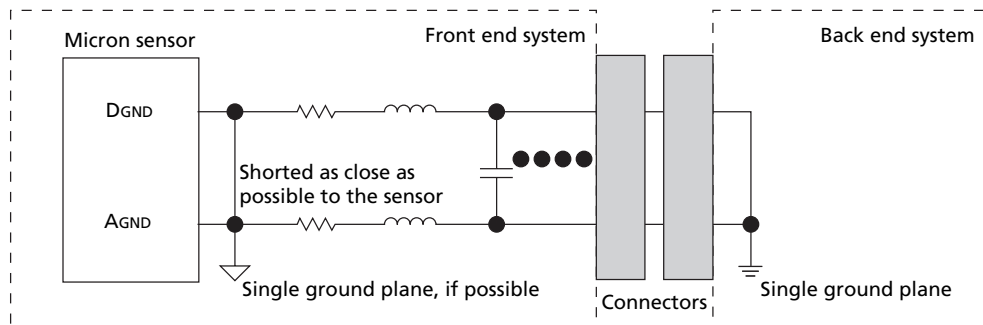 Micron sensor
Front end system
Back end system
DGND
Shorted as close as
possible to the sensor
AGND
Single ground plane, if possible
Connectors
Single ground plane